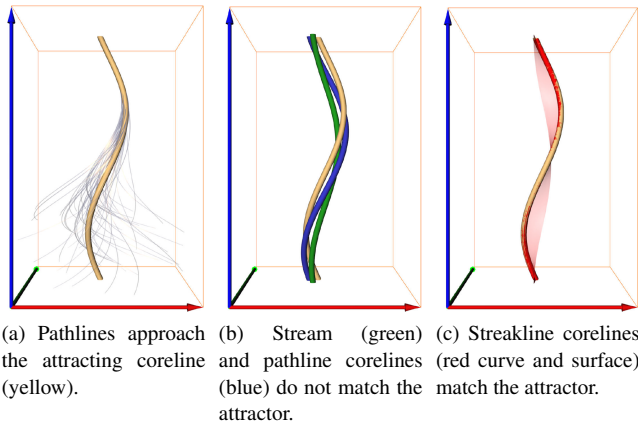 (a) Pathlines approach
the attracting coreline
(yellow).
(b) Stream (green)
and pathline corelines
(blue) do not match the
attractor.
(c) Streakline corelines
(red curve and surface)
match the attractor.